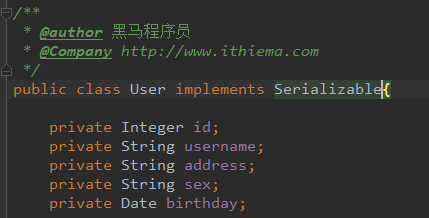 /**
* @author 黑马程序员
* @Company http://www.ithiema.com
*/
public class User implements Serializable{
private Integer id;
private String username;
private String address;
private String sex;
private Date birthday;